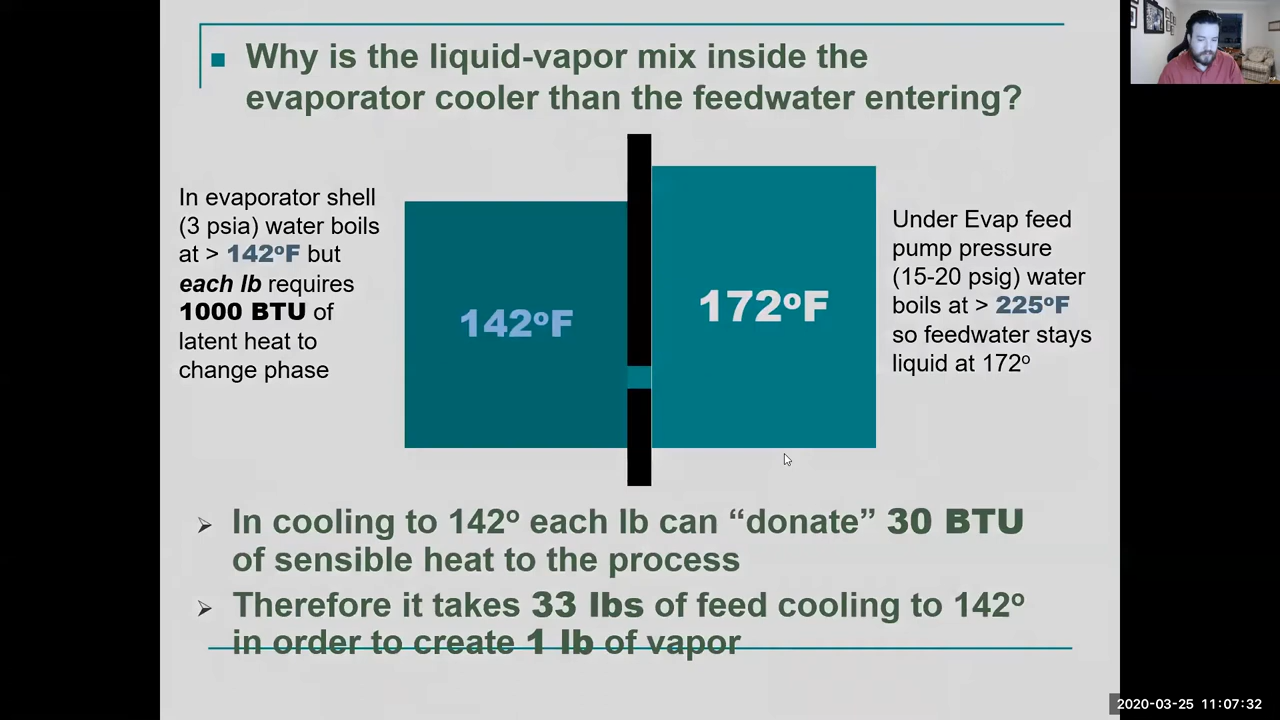 Why is the liquid-vapor mix inside the
evaporator cooler than the feedwater entering?
In evaporator shell
(3 psia) water boils
at > 142ºF but
each lb requires
1000 BTU of
latent heat to
change phase
142ºF
172ºF
Under Evap feed
pump pressure
(15-20 psig) water
boils at > 225ºF
so feedwater stays
liquid at 172º
In cooling to 142º each lb can “donate” 30 BTU
of sensible heat to the process
Therefore it takes 33 lbs of feed cooling to 142º
in order to create 1 lb of vapor
2020-03-25 11:07:32